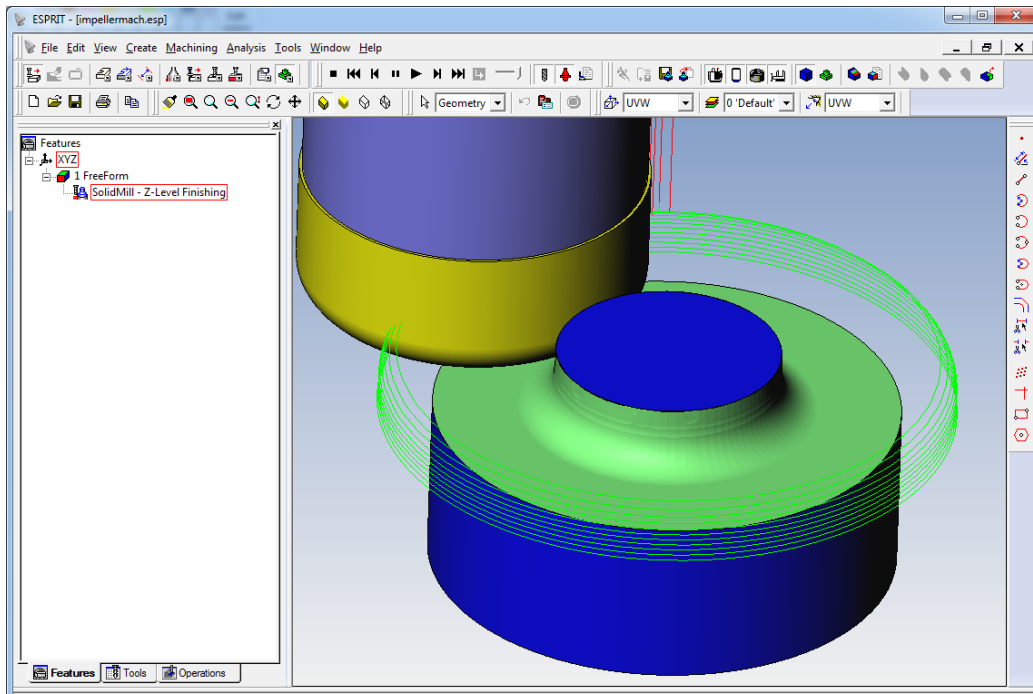 ESPRIT - [impellermach.esp]
File Edit View Create Machining Analysis Tools Window Help
Geometry UVW 0 'Default' UVW
Features
XYZ
1 FreeForm
SolidMill - Z-Level Finishing
Features Tools Operations